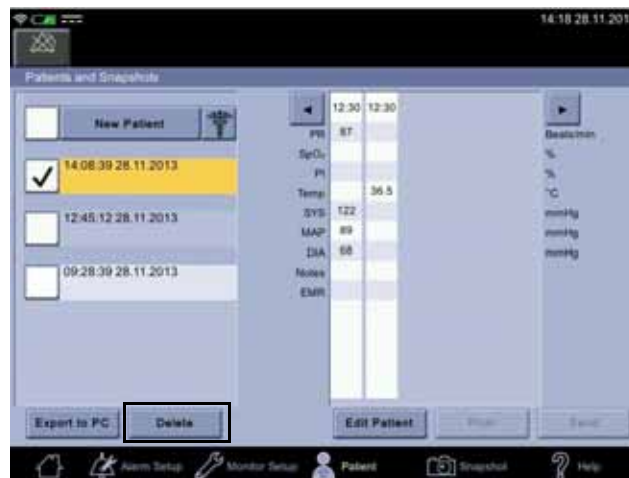 14:18 28.11.201
Patients and Snapshots
New Patient
14:08:39 28.11.2013
12:45:12 28.11.2013
09:28:39 28.11.2013
12:30 12:30
PR 87 Beats/min
SpO₂ %
PI %
Temp 36.5 °C
SYS 122 mmHg
MAP 89 mmHg
DIA 68 mmHg
Notes
EMR
Export to PC Delete Edit Patient Print Send
Alarm Setup Monitor Setup Patient Snapshot Help